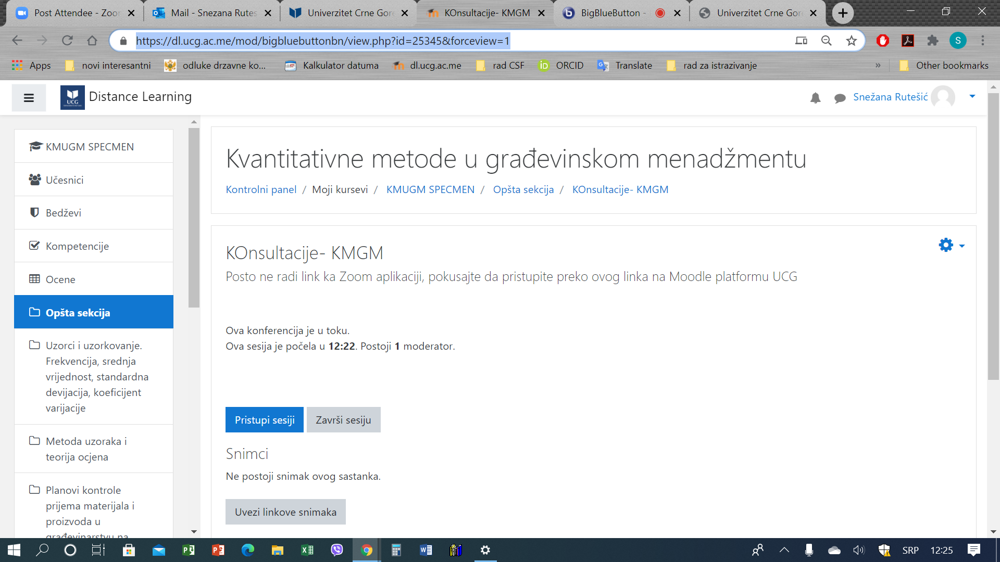 Post Attendee - Zoo
Mail - Snezana Rutes
Univerzitet Crne Gor
KOnsultacije- KMGM
BigBlueButton -
Univerzitet Crne Gor
https://dl.ucg.ac.me/mod/bigbluebuttonbn/view.php?id=25345&forceview=1
S
Apps
novi interesantni
odluke drzavne ko...
Kalkulator datuma
dl.ucg.ac.me
rad CSF
ORCID
Translate
rad za istrazivanje
»
Other bookmarks
UCG
Distance Learning
Snežana Rutešić
KMUGM SPECMEN
Učesnici
Bedževi
Kompetencije
Ocene
Opšta sekcija
Uzorci i uzorkovanje.
Frekvencija, srednja
vrijednost, standardna
devijacija, koeficijent
varijacije
Metoda uzoraka i
teorija ocjena
Planovi kontrole
prijema materijala i
proizvoda u
građevinarstvu na
Kvantitativne metode u građevinskom menadžmentu
Kontrolni panel / Moji kursevi / KMUGM SPECMEN / Opšta sekcija / KOnsultacije- KMGM
KOnsultacije- KMGM
Posto ne radi link ka Zoom aplikaciji, pokusajte da pristupite preko ovog linka na Moodle platformu UCG
Ova konferencija je u toku.
Ova sesija je počela u 12:22. Postoji 1 moderator.
Pristupi sesiji
Završi sesiju
Snimci
Ne postoji snimak ovog sastanka.
Uvezi linkove snimaka
SRP
12:25